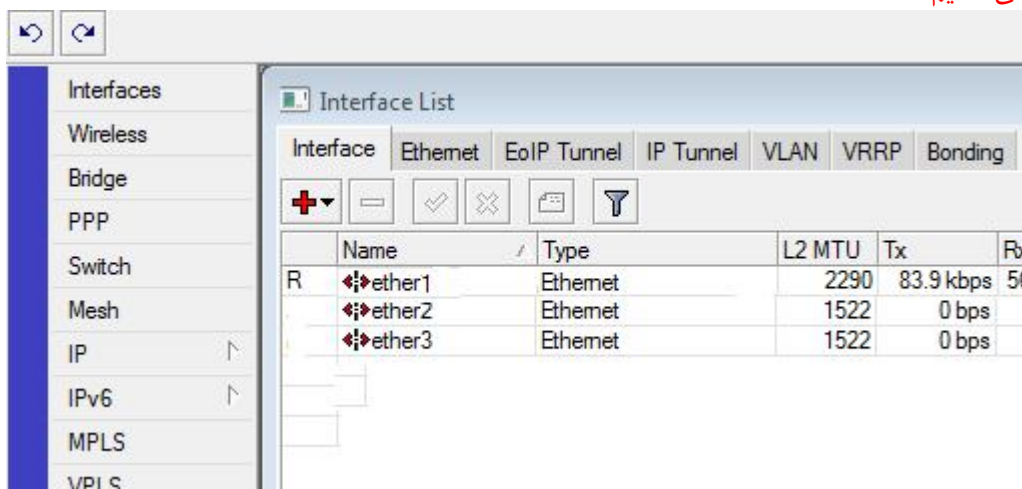 Interfaces
Wireless
Bridge
PPP
Switch
Mesh
IP
IPv6
MPLS
VPLS
Interface List
Interface Ethernet EoIP Tunnel IP Tunnel VLAN VRRP Bonding
Name Type L2 MTU Tx
R ether1 Ethernet 2290 83.9 kbps
ether2 Ethernet 1522 0 bps
ether3 Ethernet 1522 0 bps